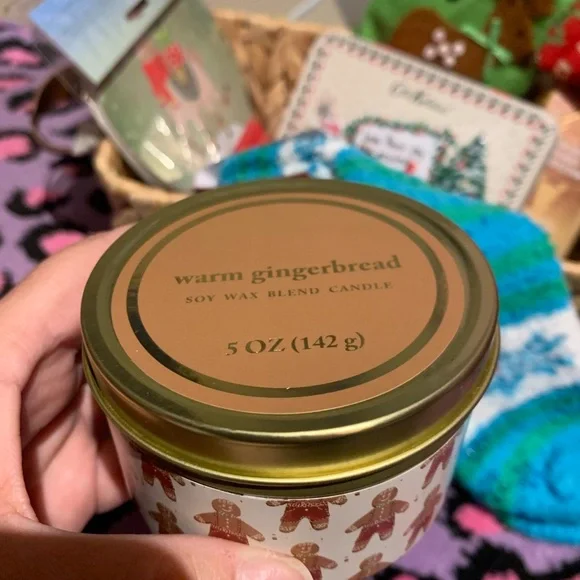 warm gingerbread
SOY WAX BLEND CANDLE
5 OZ (142 g)